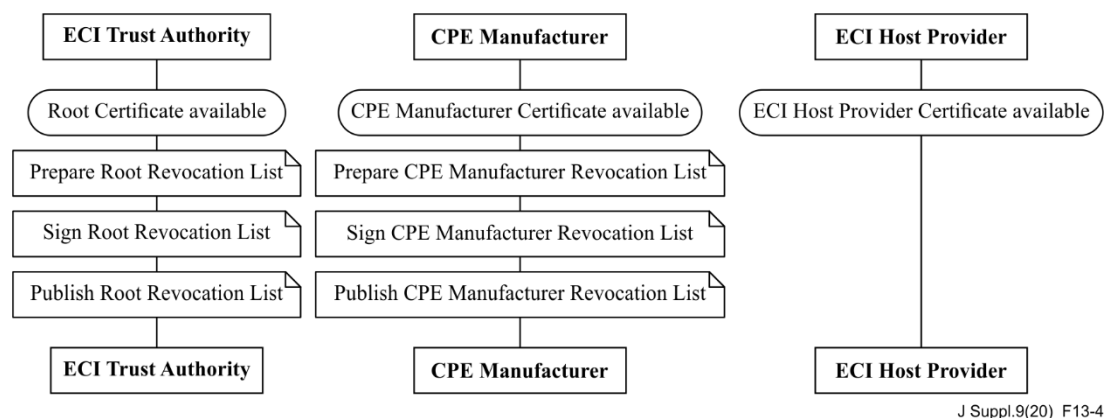 ECI Trust Authority
CPE Manufacturer
ECI Host Provider
Root Certificate available
CPE Manufacturer Certificate available
ECI Host Provider Certificate available
Prepare Root Revocation List
Prepare CPE Manufacturer Revocation List
Sign Root Revocation List
Sign CPE Manufacturer Revocation List
Publish Root Revocation List
Publish CPE Manufacturer Revocation List
ECI Trust Authority
CPE Manufacturer
ECI Host Provider
J Suppl.9(20)_F13-4